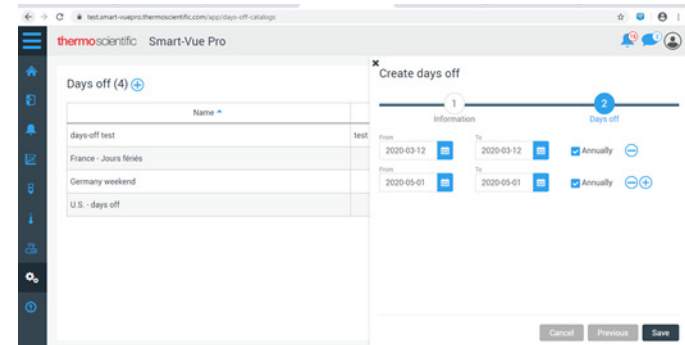 test.smart-vuepro.thermoscientific.com/app/days-off-catalogs
thermoscientific Smart-Vue Pro
Days off (4)
Name
days-off test
test
France - Jours fériés
Germany weekend
U.S. - days off
Create days off
1
2
Information
Days off
From
To
2020-03-12
2020-03-12
Annually
From
To
2020-05-01
2020-05-01
Annually
Cancel
Previous
Save